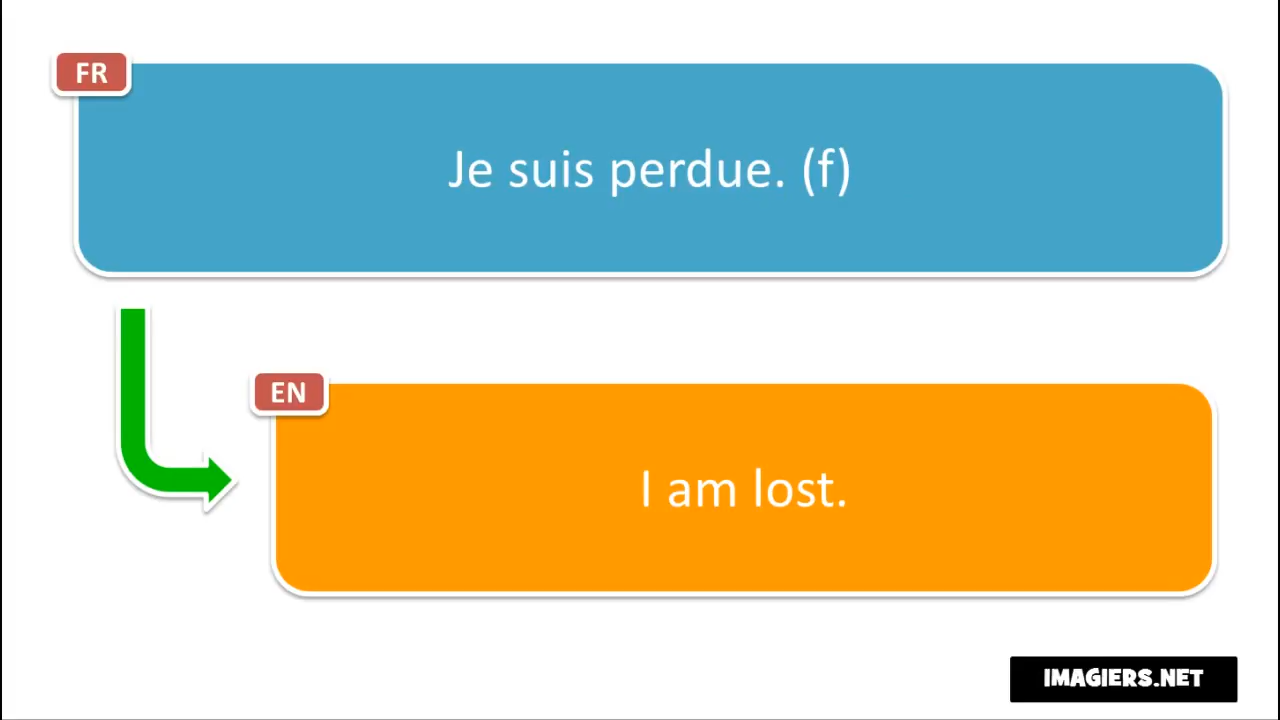 FR
Je suis perdue. (f)
EN
I am lost.
IMAGIERS.NET